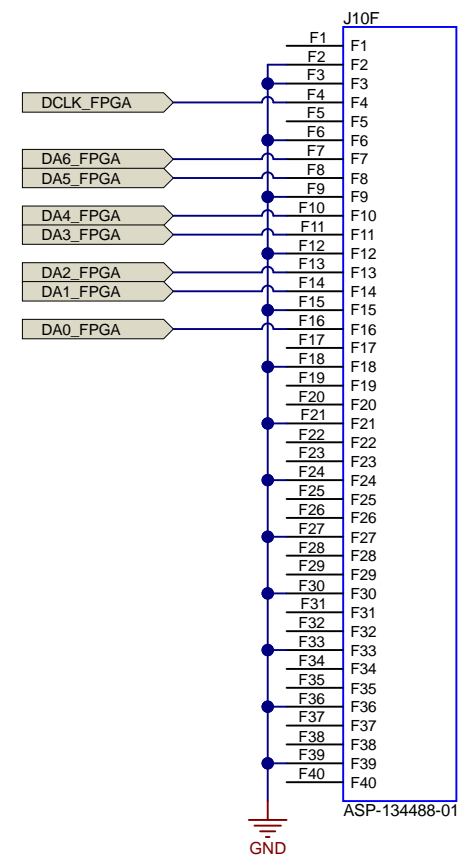 J10F
F1 F1
F2 F2
F3 F3
DCLK_FPGA F4 F4
F5 F5
F6 F6
DA6_FPGA F7 F7
DA5_FPGA F8 F8
F9 F9
DA4_FPGA F10 F10
DA3_FPGA F11 F11
F12 F12
DA2_FPGA F13 F13
DA1_FPGA F14 F14
F15 F15
DA0_FPGA F16 F16
F17 F17
F18 F18
F19 F19
F20 F20
F21 F21
F22 F22
F23 F23
F24 F24
F25 F25
F26 F26
F27 F27
F28 F28
F29 F29
F30 F30
F31 F31
F32 F32
F33 F33
F34 F34
F35 F35
F36 F36
F37 F37
F38 F38
F39 F39
F40 F40
ASP-134488-01
GND